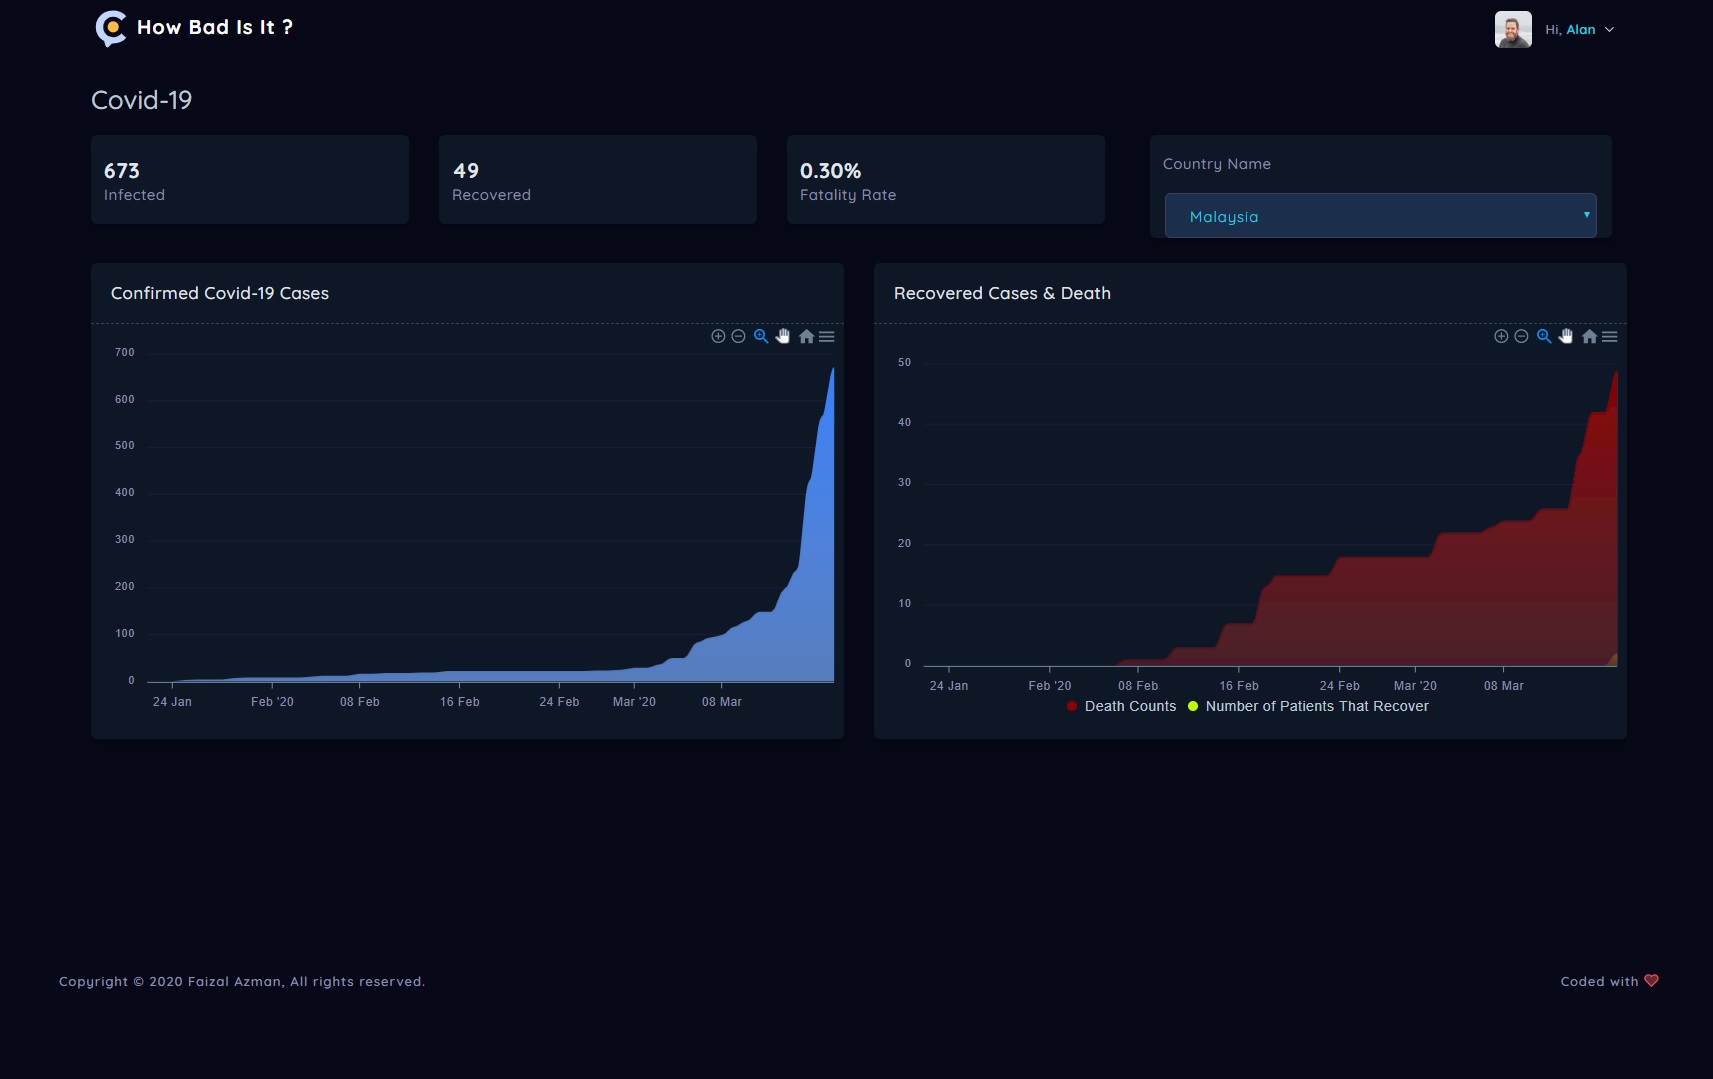 How Bad Is It ?
Hi, Alan
Covid-19
673
Infected
49
Recovered
0.30%
Fatality Rate
Country Name
Malaysia
Confirmed Covid-19 Cases
700
600
500
400
300
200
100
0
24 Jan
Feb '20
08 Feb
16 Feb
24 Feb
Mar '20
08 Mar
Recovered Cases & Death
50
40
30
20
10
0
24 Jan
Feb '20
08 Feb
16 Feb
24 Feb
Mar '20
08 Mar
Death Counts
Number of Patients That Recover
Copyright © 2020 Faizal Azman, All rights reserved.
Coded with